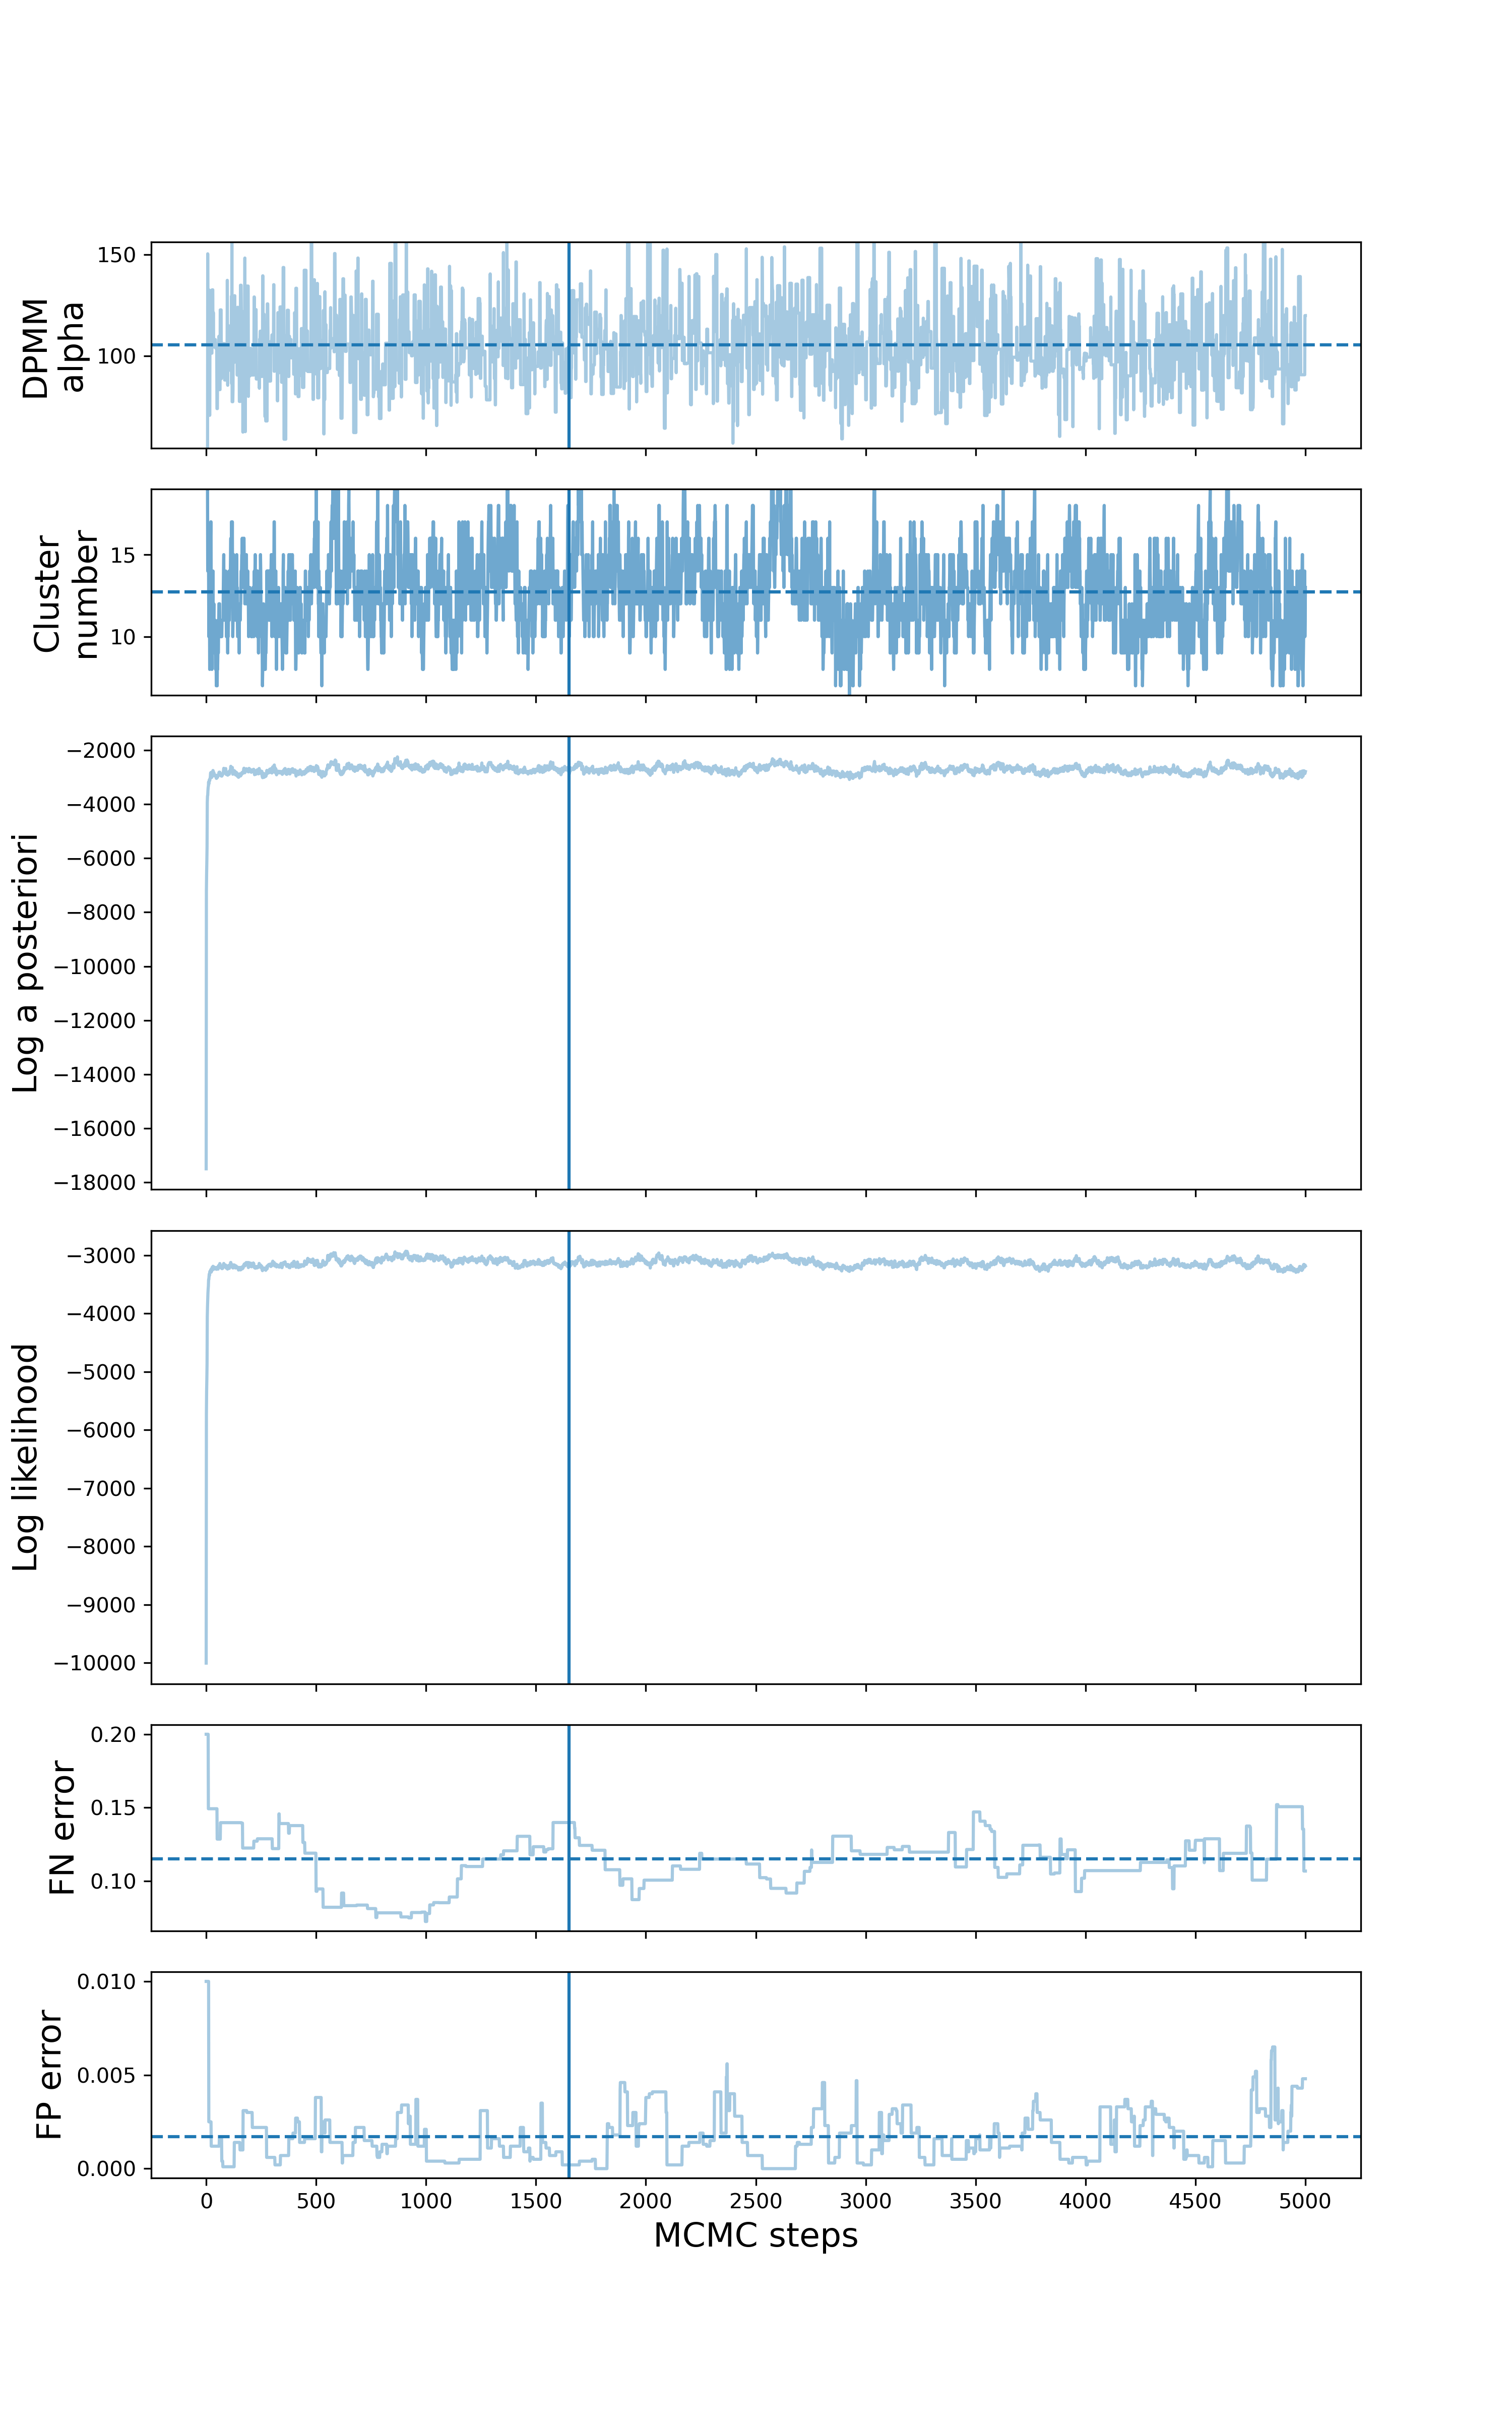 DPMM
alpha
150
100
Cluster
number
15
10
Log a posteriori
−2000
−4000
−6000
−8000
−10000
−12000
−14000
−16000
−18000
Log likelihood
−3000
−4000
−5000
−6000
−7000
−8000
−9000
−10000
FN error
0.20
0.15
0.10
FP error
0.010
0.005
0.000
0 500 1000 1500 2000 2500 3000 3500 4000 4500 5000
MCMC steps